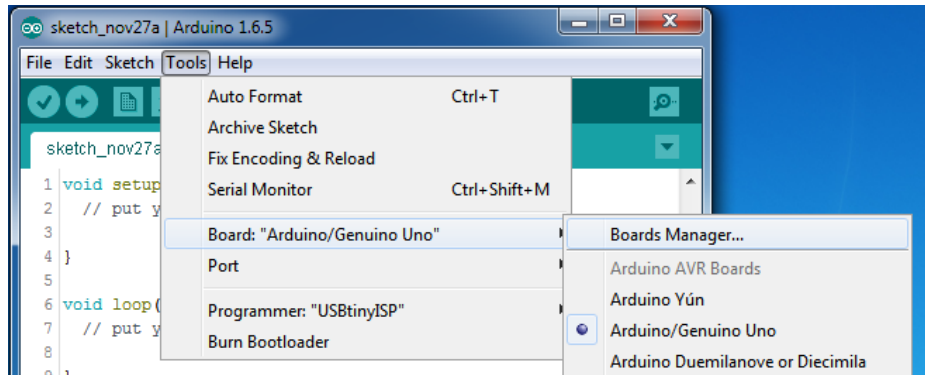 sketch_nov27a | Arduino 1.6.5
File Edit Sketch Tools Help
Auto Format Ctrl+T
Archive Sketch
sketch_nov27a
Fix Encoding & Reload
1 void setup
Serial Monitor Ctrl+Shift+M
2 // put y
3
Board: "Arduino/Genuino Uno"
Boards Manager...
4 }
Port
Arduino AVR Boards
5
Arduino Yún
6 void loop(
Programmer: "USBtinyISP"
7 // put y
Arduino/Genuino Uno
Burn Bootloader
8
Arduino Duemilanove or Diecimila